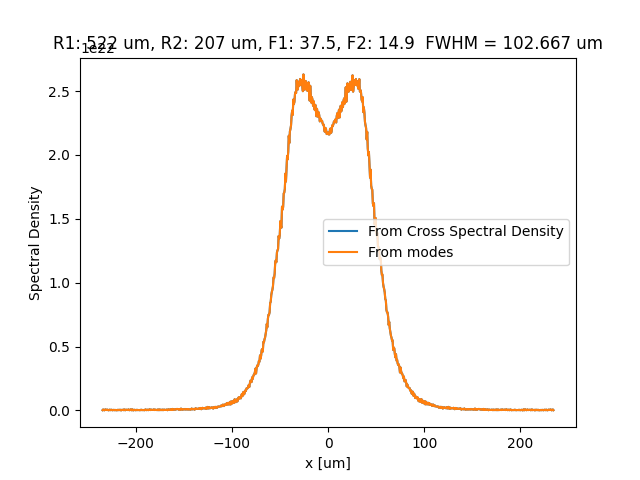 R1: 522 um, R2: 207 um, F1: 37.5, F2: 14.9  FWHM = 102.667 um
1e22
2.5
2.0
1.5
1.0
0.5
0.0
Spectral Density
From Cross Spectral Density
From modes
−200
−100
0
100
200
x [um]